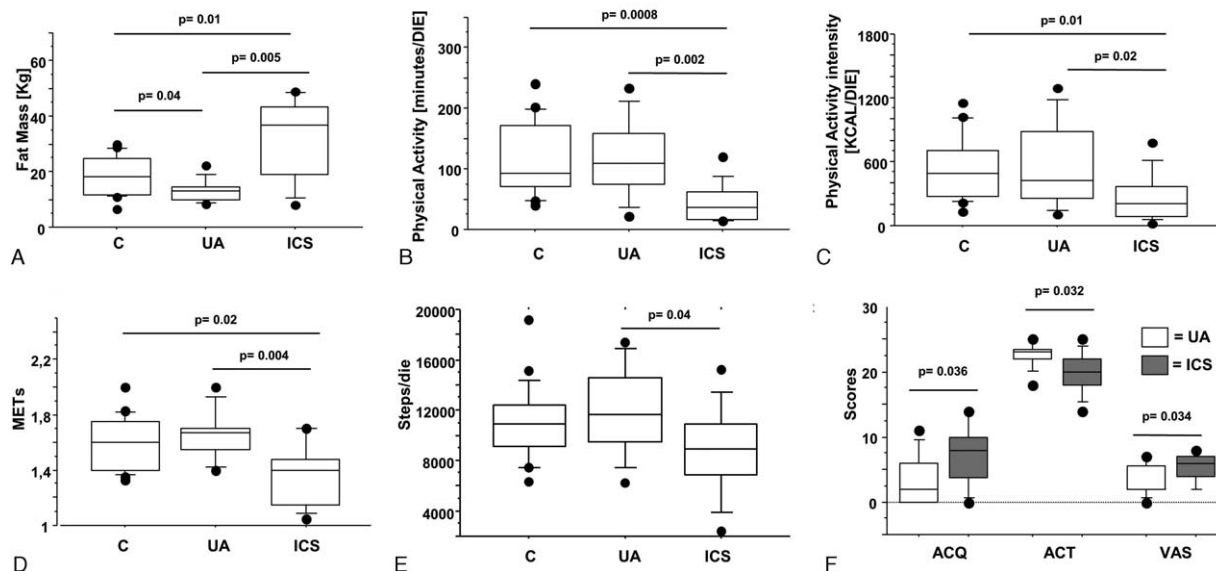 p= 0.01
p= 0.005
p= 0.04
Fat Mass [Kg]
60
40
20
10
0
C UA ICS
A
p= 0.0008
p= 0.002
Physical Activity [minutes/DIE]
350
200
100
50
0
C UA ICS
B
p= 0.01
p= 0.02
Physical Activity intensity
[KCAL/DIE]
1800
1200
600
0
C UA ICS
C
p= 0.02
p= 0.004
METs
2,2
1,8
1,4
1
C UA ICS
D
p= 0.04
Steps/die
20000
16000
12000
8000
4000
C UA ICS
E
p= 0.032
p= 0.036
p= 0.034
= UA
= ICS
Scores
30
20
10
0
ACQ ACT VAS
F